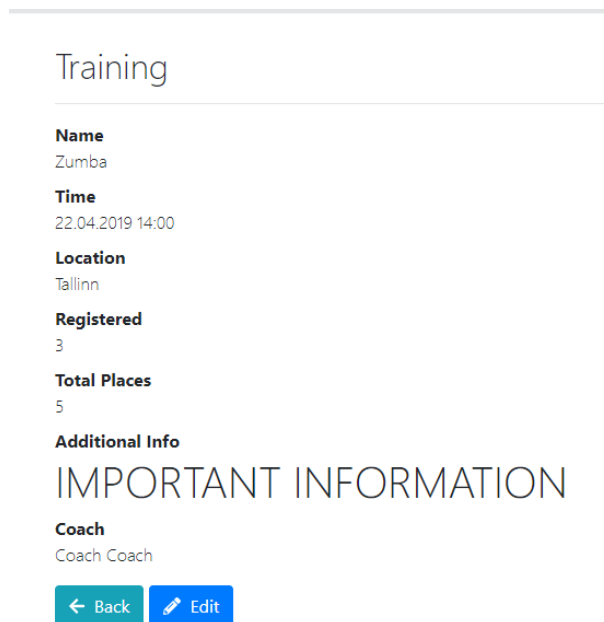 Training
Name
Zumba
Time
22.04.2019 14:00
Location
Tallinn
Registered
3
Total Places
5
Additional Info
IMPORTANT INFORMATION
Coach
Coach Coach
Back Edit